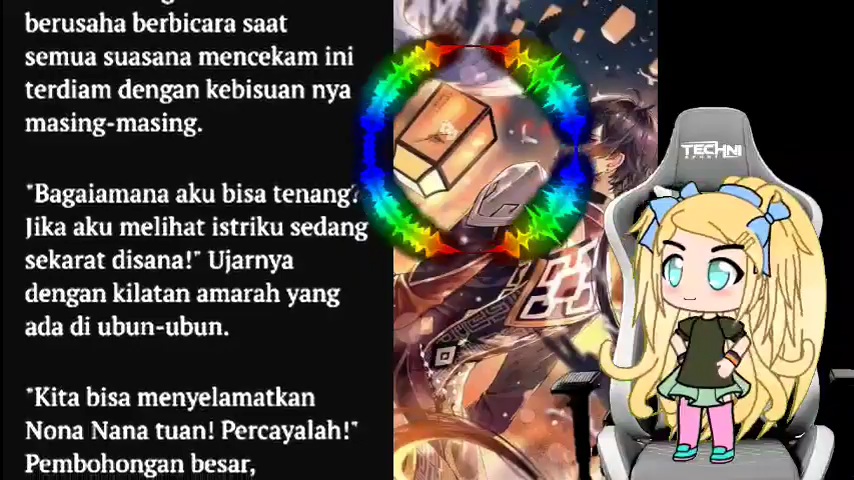 berusaha berbicara saat
semua suasana mencekam ini
terdiam dengan kebisuan nya
masing-masing.
"Bagaiamana aku bisa tenang?
Jika aku melihat istriku sedang
sekarat disana!" Ujarnya
dengan kilatan amarah yang
ada di ubun-ubun.
"Kita bisa menyelamatkan
Nona Nana tuan! Percayalah!"
Pembohongan besar,
TECHNI
SPORT